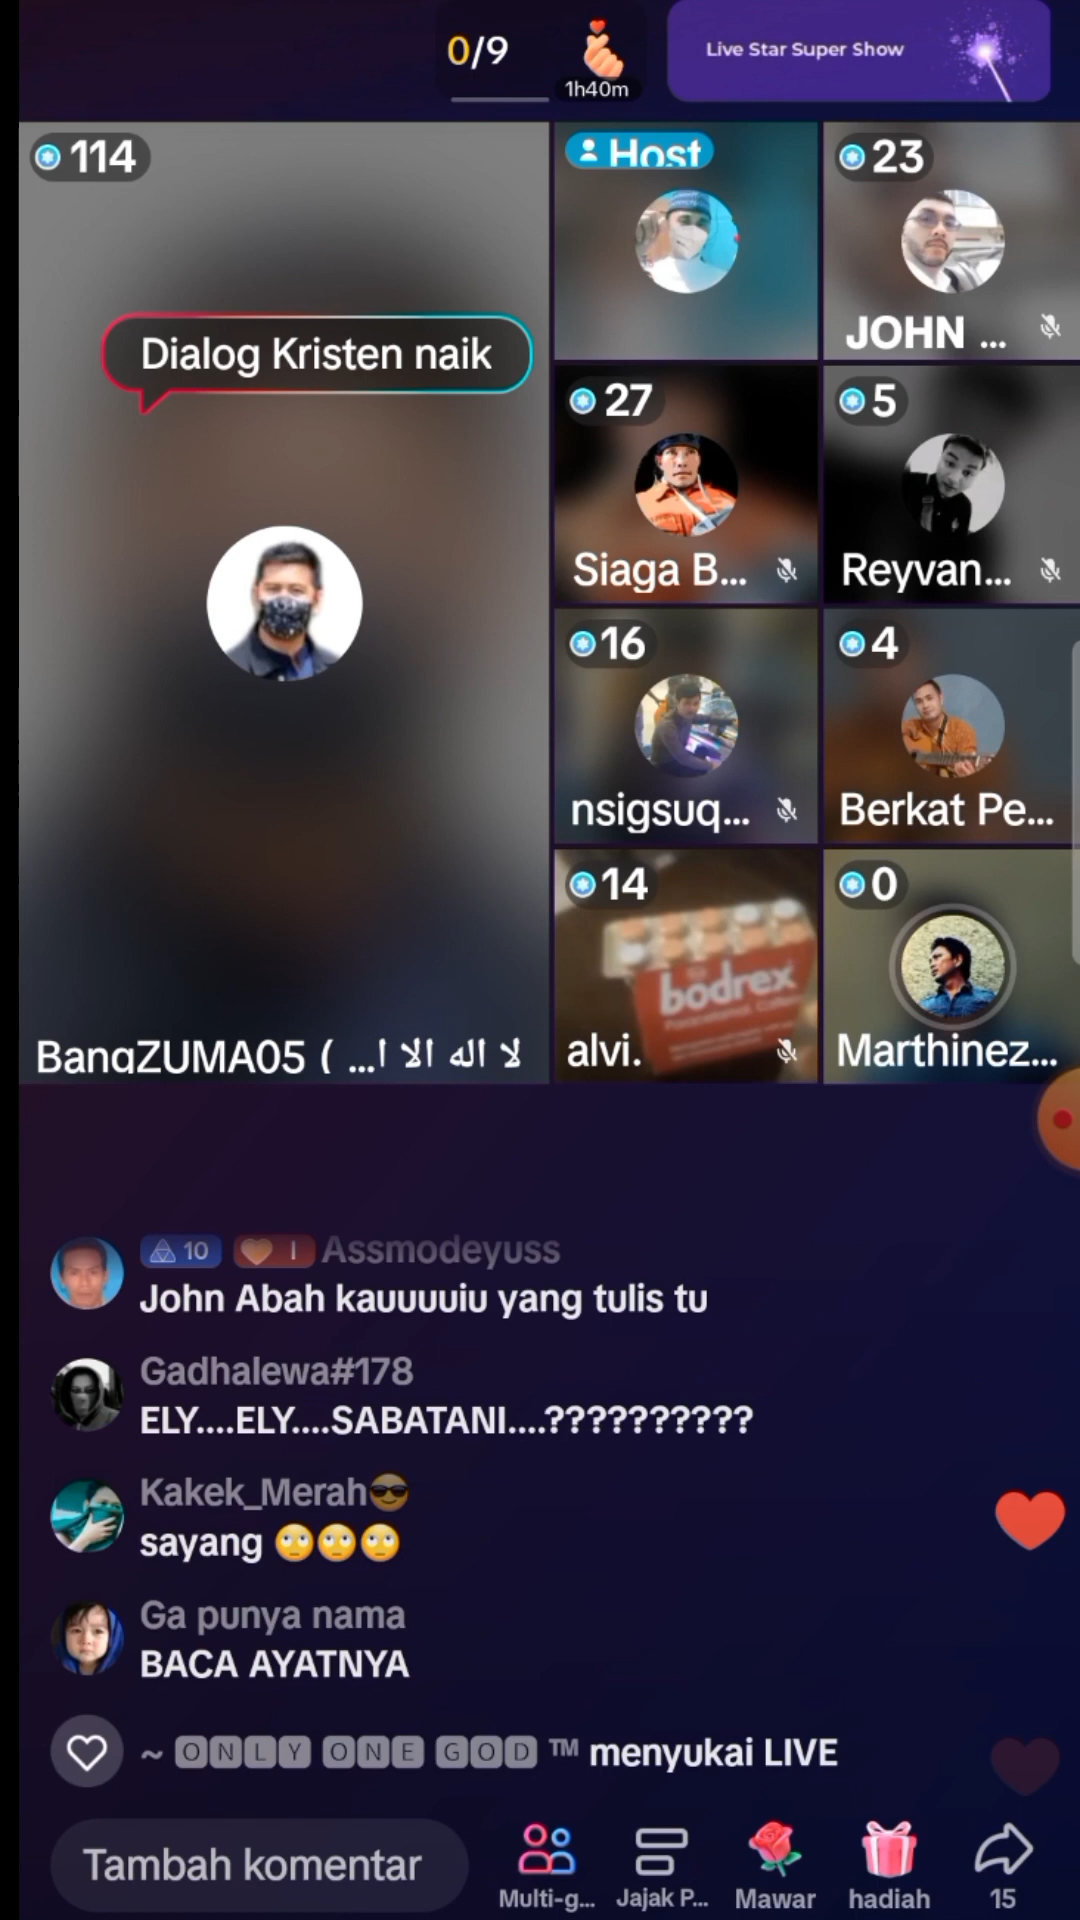 0/9
1h40m
Live Star Super Show
114
Host
23
Dialog Kristen naik
JOHN ...
27
5
Siaga B...
Reyvan...
16
4
nsigsuq...
Berkat Pe...
14
0
bodrex
BangZUMA05 ( ...لا اله الا ا
alvi.
Marthinez...
10 I Assmodeyuss
John Abah kauuuuiu yang tulis tu
Gadhalewa#178
ELY....ELY....SABATANI....??????????
Kakek_Merah😎
sayang 🙄🙄🙄
Ga punya nama
BACA AYATNYA
~ 🅾🅽🅻🆈 🅾🅽🅴 🅶🅾🅳 ™ menyukai LIVE
Tambah komentar
Multi-g...
Jajak P...
Mawar
hadiah
15